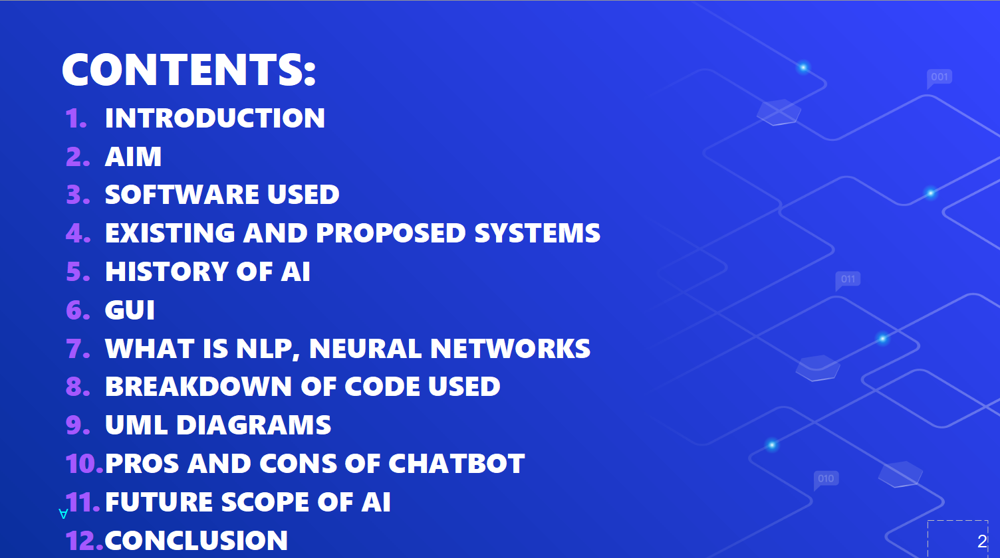 CONTENTS:
1. INTRODUCTION
2. AIM
3. SOFTWARE USED
4. EXISTING AND PROPOSED SYSTEMS
5. HISTORY OF AI
6. GUI
7. WHAT IS NLP, NEURAL NETWORKS
8. BREAKDOWN OF CODE USED
9. UML DIAGRAMS
10. PROS AND CONS OF CHATBOT
11. FUTURE SCOPE OF AI
∀
12. CONCLUSION
001
011
010
2